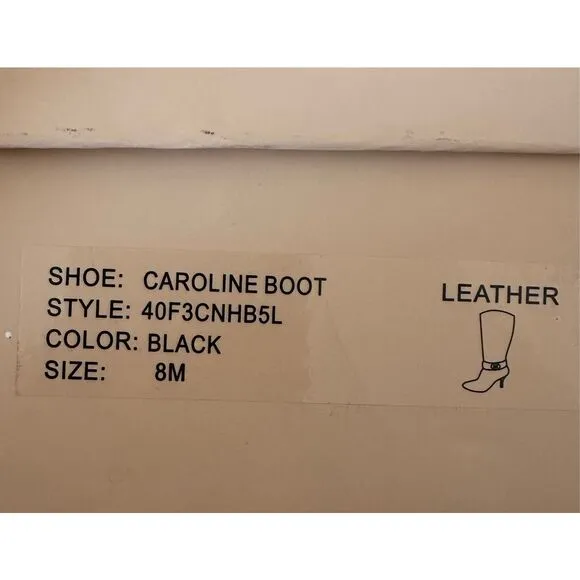 SHOE: CAROLINE BOOT
STYLE: 40F3CNHB5L
COLOR: BLACK
SIZE: 8M
LEATHER